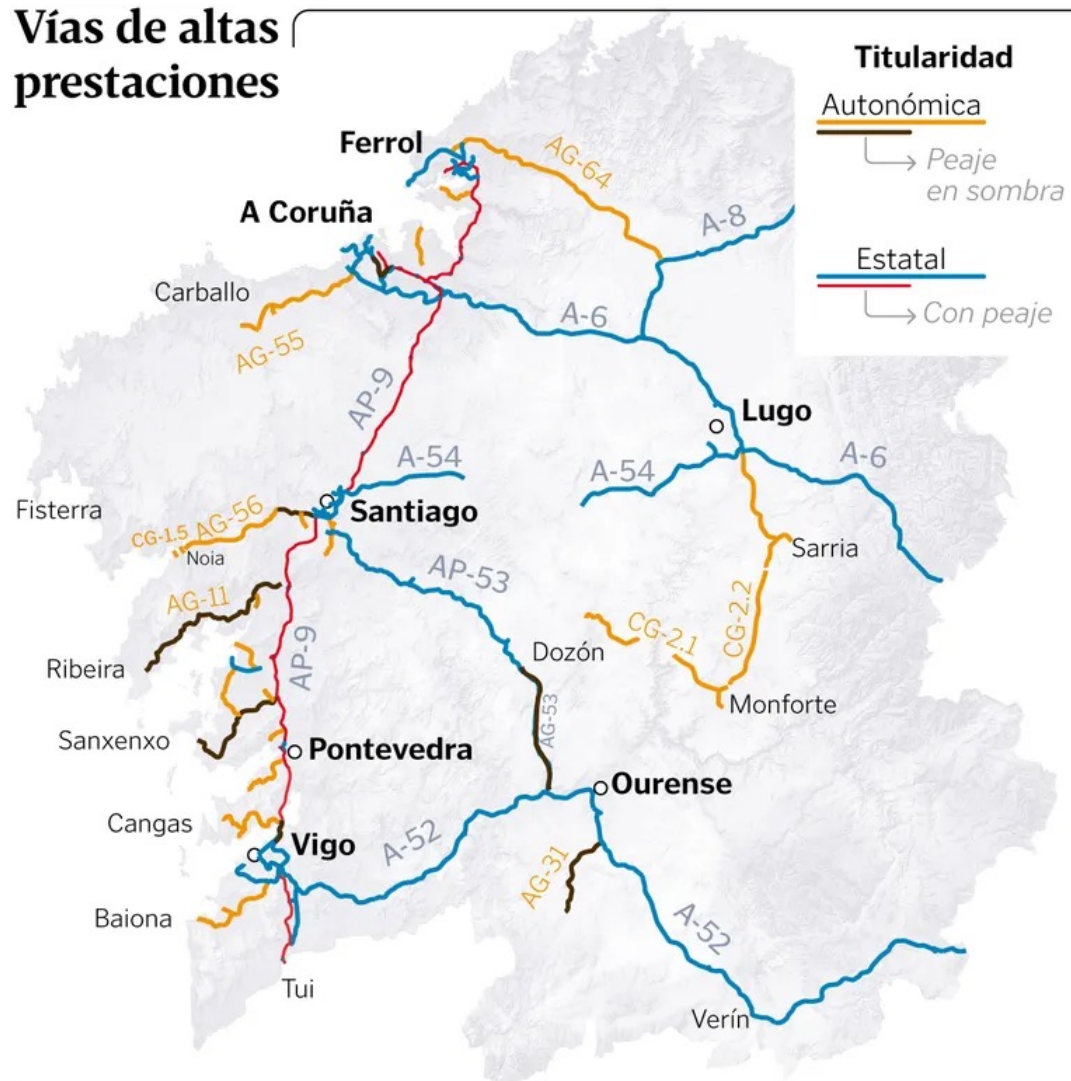 Vías de altas
prestaciones
Titularidad
Autonómica
Peaje
en sombra
Estatal
Con peaje
Ferrol
AG-64
A Coruña
A-8
Carballo
A-6
AG-55
AP-9
Lugo
A-54
A-54
A-6
Fisterra
CG-1.5
AG-56
Santiago
Noia
Sarria
AP-53
AG-11
CG-2.2
CG-2.1
Dozón
Ribeira
AP-9
Monforte
AG-53
Sanxenxo
Pontevedra
Ourense
Cangas
Vigo
A-52
AG-31
Baiona
A-52
Tui
Verín